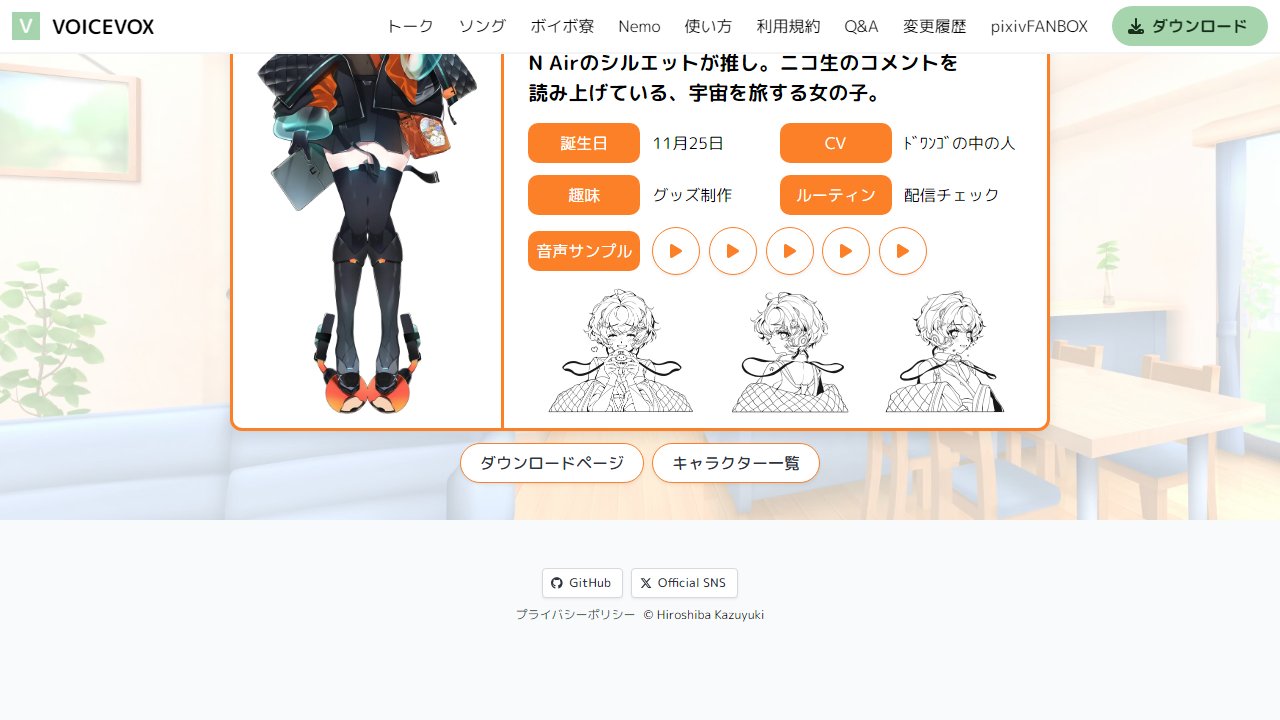 V VOICEVOX トーク ソング ボイボ寮 Nemo 使い方 利用規約 Q&A 変更履歴 pixivFANBOX ダウンロード
N Airのシルエットが推し。ニコ生のコメントを
読み上げている、宇宙を旅する女の子。
誕生日 11月25日 CV ﾄﾞﾜﾝｺﾞの中の人
趣味 グッズ制作 ルーティン 配信チェック
音声サンプル
ダウンロードページ キャラクター一覧
GitHub Official SNS
プライバシーポリシー © Hiroshiba Kazuyuki